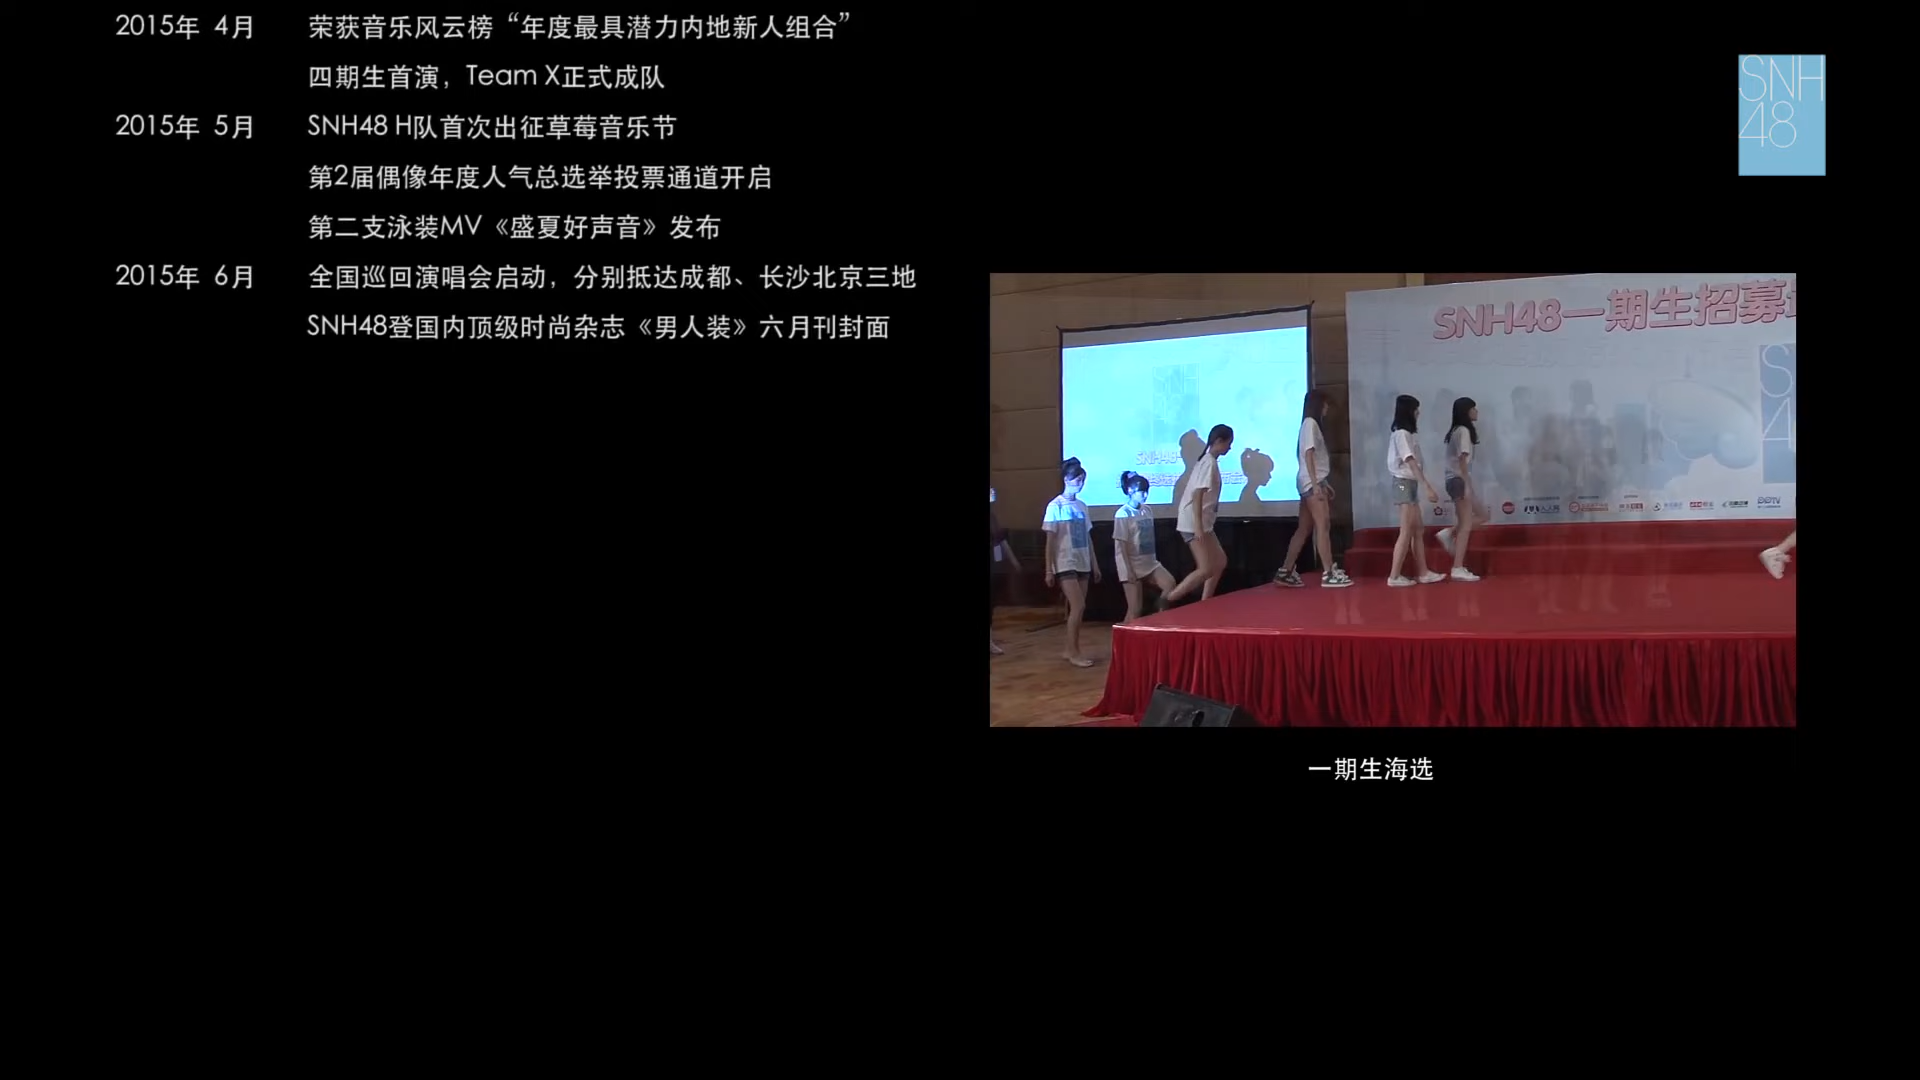 2015年 4月 荣获音乐风云榜“年度最具潜力内地新人组合”
四期生首演，Team X正式成队
2015年 5月 SNH48 H队首次出征草莓音乐节
第2届偶像年度人气总选举投票通道开启
第二支泳装MV《盛夏好声音》发布
2015年 6月 全国巡回演唱会启动，分别抵达成都、长沙北京三地
SNH48登国内顶级时尚杂志《男人装》六月刊封面
SNH
48
SNH48一期生招募
一期生海选